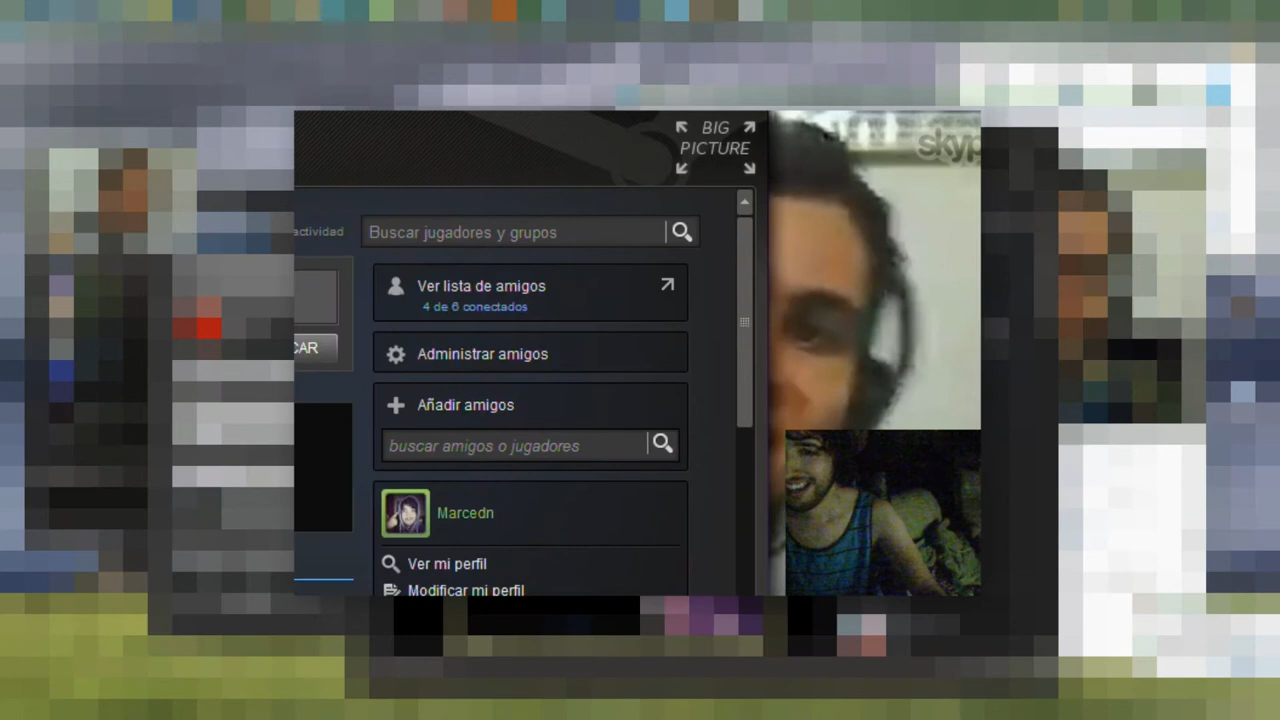 BIG
PICTURE
skyp
actividad
Buscar jugadores y grupos
Ver lista de amigos
4 de 6 conectados
CAR
Administrar amigos
Añadir amigos
buscar amigos o jugadores
Marcedn
Ver mi perfil
Modificar mi perfil